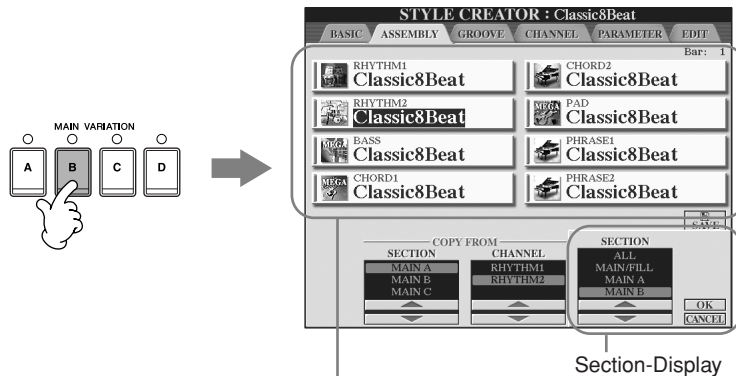 MAIN VARIATION
A B C D
STYLE CREATOR : Classic8Beat
BASIC ASSEMBLY GROOVE CHANNEL PARAMETER EDIT
Bar: 1
RHYTHM1
Classic8Beat
CHORD2
Classic8Beat
RHYTHM2
Classic8Beat
MEGA
PAD
Classic8Beat
MEGA
BASS
Classic8Beat
PHRASE1
Classic8Beat
MEGA
CHORD1
Classic8Beat
PHRASE2
Classic8Beat
SAVE
COPY FROM
SECTION
CHANNEL
SECTION
MAIN A
MAIN B
MAIN C
RHYTHM1
RHYTHM2
ALL
MAIN/FILL
MAIN A
MAIN B
OK
CANCEL
Section-Display